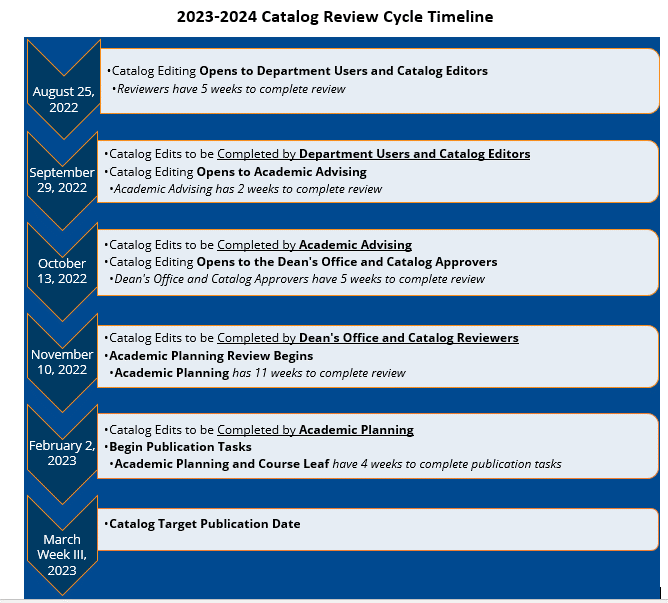 2023-2024 Catalog Review Cycle Timeline
August 25,
2022
•Catalog Editing Opens to Department Users and Catalog Editors
•Reviewers have 5 weeks to complete review
September
29, 2022
•Catalog Edits to be Completed by Department Users and Catalog Editors
•Catalog Editing Opens to Academic Advising
•Academic Advising has 2 weeks to complete review
October
13, 2022
•Catalog Edits to be Completed by Academic Advising
•Catalog Editing Opens to the Dean's Office and Catalog Approvers
•Dean's Office and Catalog Approvers have 5 weeks to complete review
November
10, 2022
•Catalog Edits to be Completed by Dean's Office and Catalog Reviewers
•Academic Planning Review Begins
•Academic Planning has 11 weeks to complete review
February 2,
2023
•Catalog Edits to be Completed by Academic Planning
•Begin Publication Tasks
•Academic Planning and Course Leaf have 4 weeks to complete publication tasks
March
Week III,
2023
•Catalog Target Publication Date